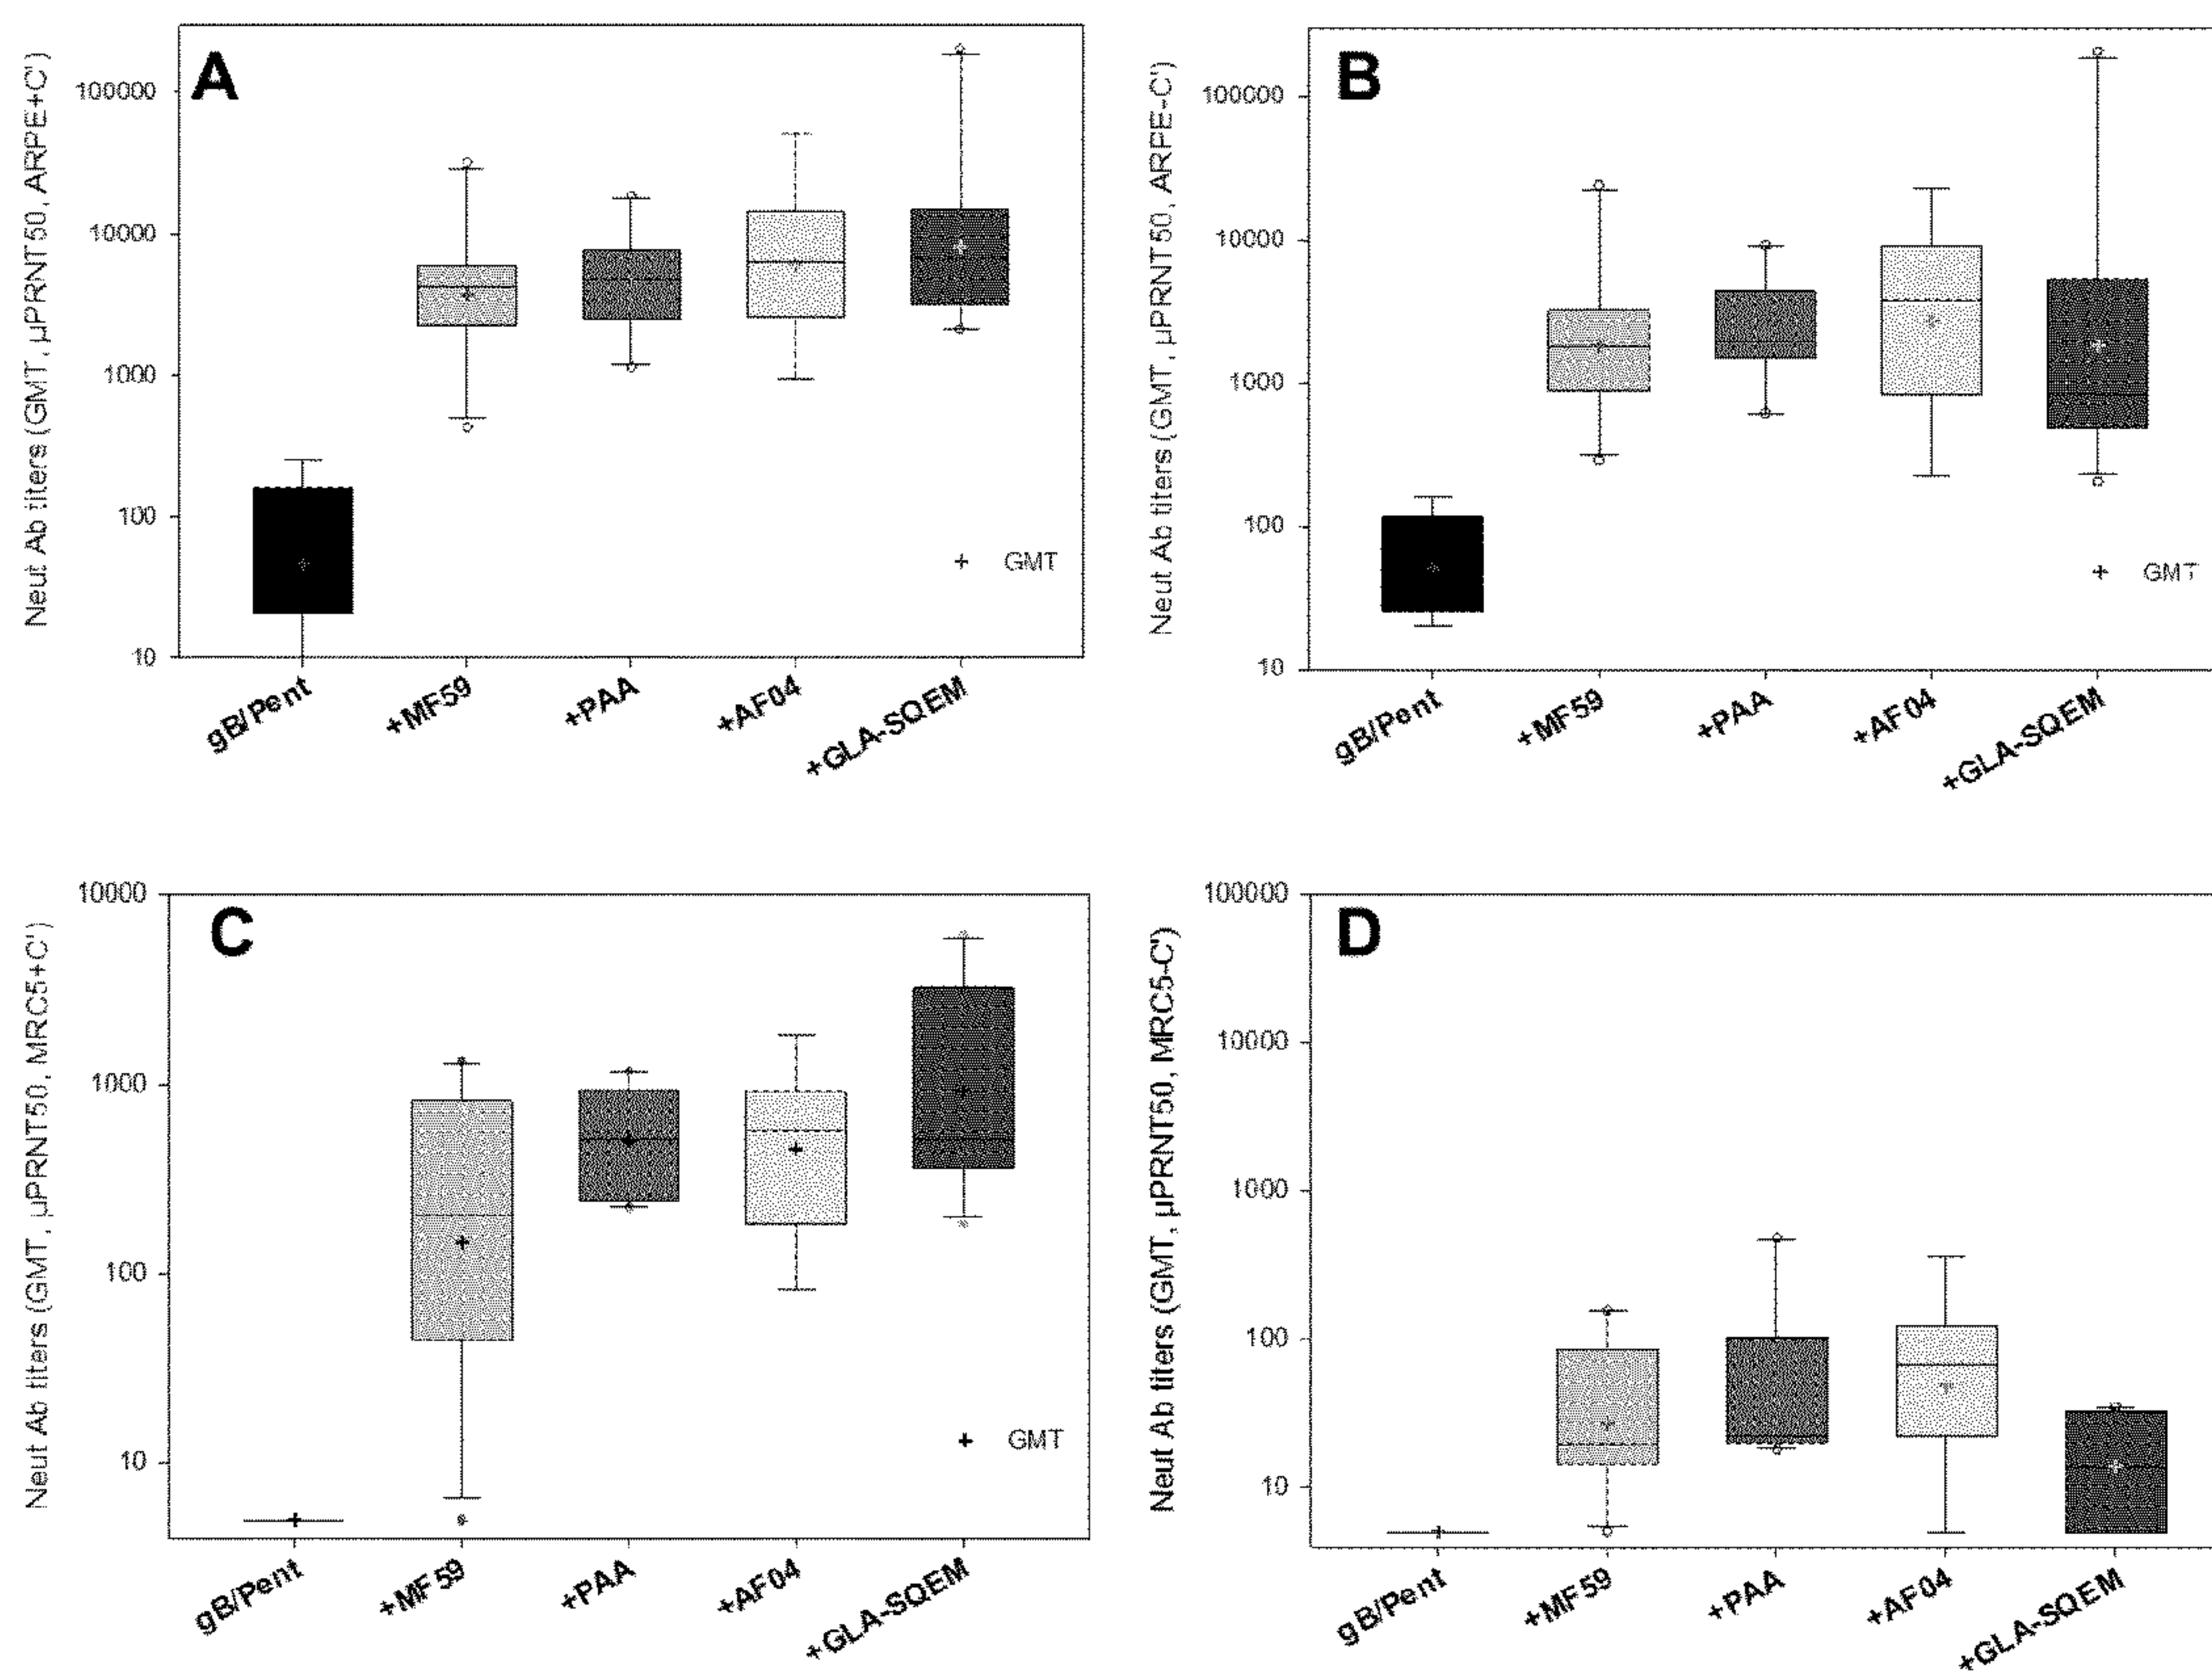 A
Neut Ab titers (GMT, µPRNT50, ARPE+C')
100000
10000
1000
100
10
GMT
gB/Pent
+MF59
+PAA
+AF04
+GLA-SQEM
B
Neut Ab titers (GMT, µPRNT50, ARPE-C')
100000
10000
1000
100
10
GMT
gB/Pent
+MF59
+PAA
+AF04
+GLA-SQEM
C
Neut Ab titers (GMT, µPRNT50, MRC5+C')
10000
1000
100
10
GMT
gB/Pent
+MF59
+PAA
+AF04
+GLA-SQEM
D
Neut Ab titers (GMT, µPRNT50, MRC5-C')
100000
10000
1000
100
10
gB/Pent
+MF59
+PAA
+AF04
+GLA-SQEM